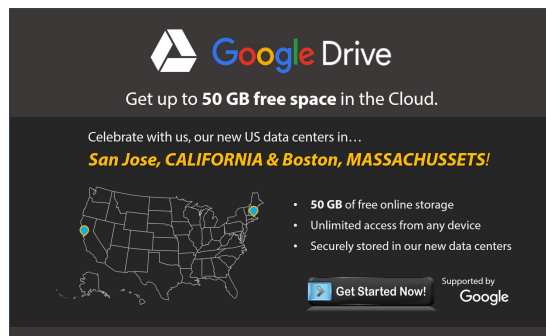 Google Drive
Get up to 50 GB free space in the Cloud.
Celebrate with us, our new US data centers in…
San Jose, CALIFORNIA & Boston, MASSACHUSSETS!
• 50 GB of free online storage
• Unlimited access from any device
• Securely stored in our new data centers
Get Started Now!
Supported by
Google